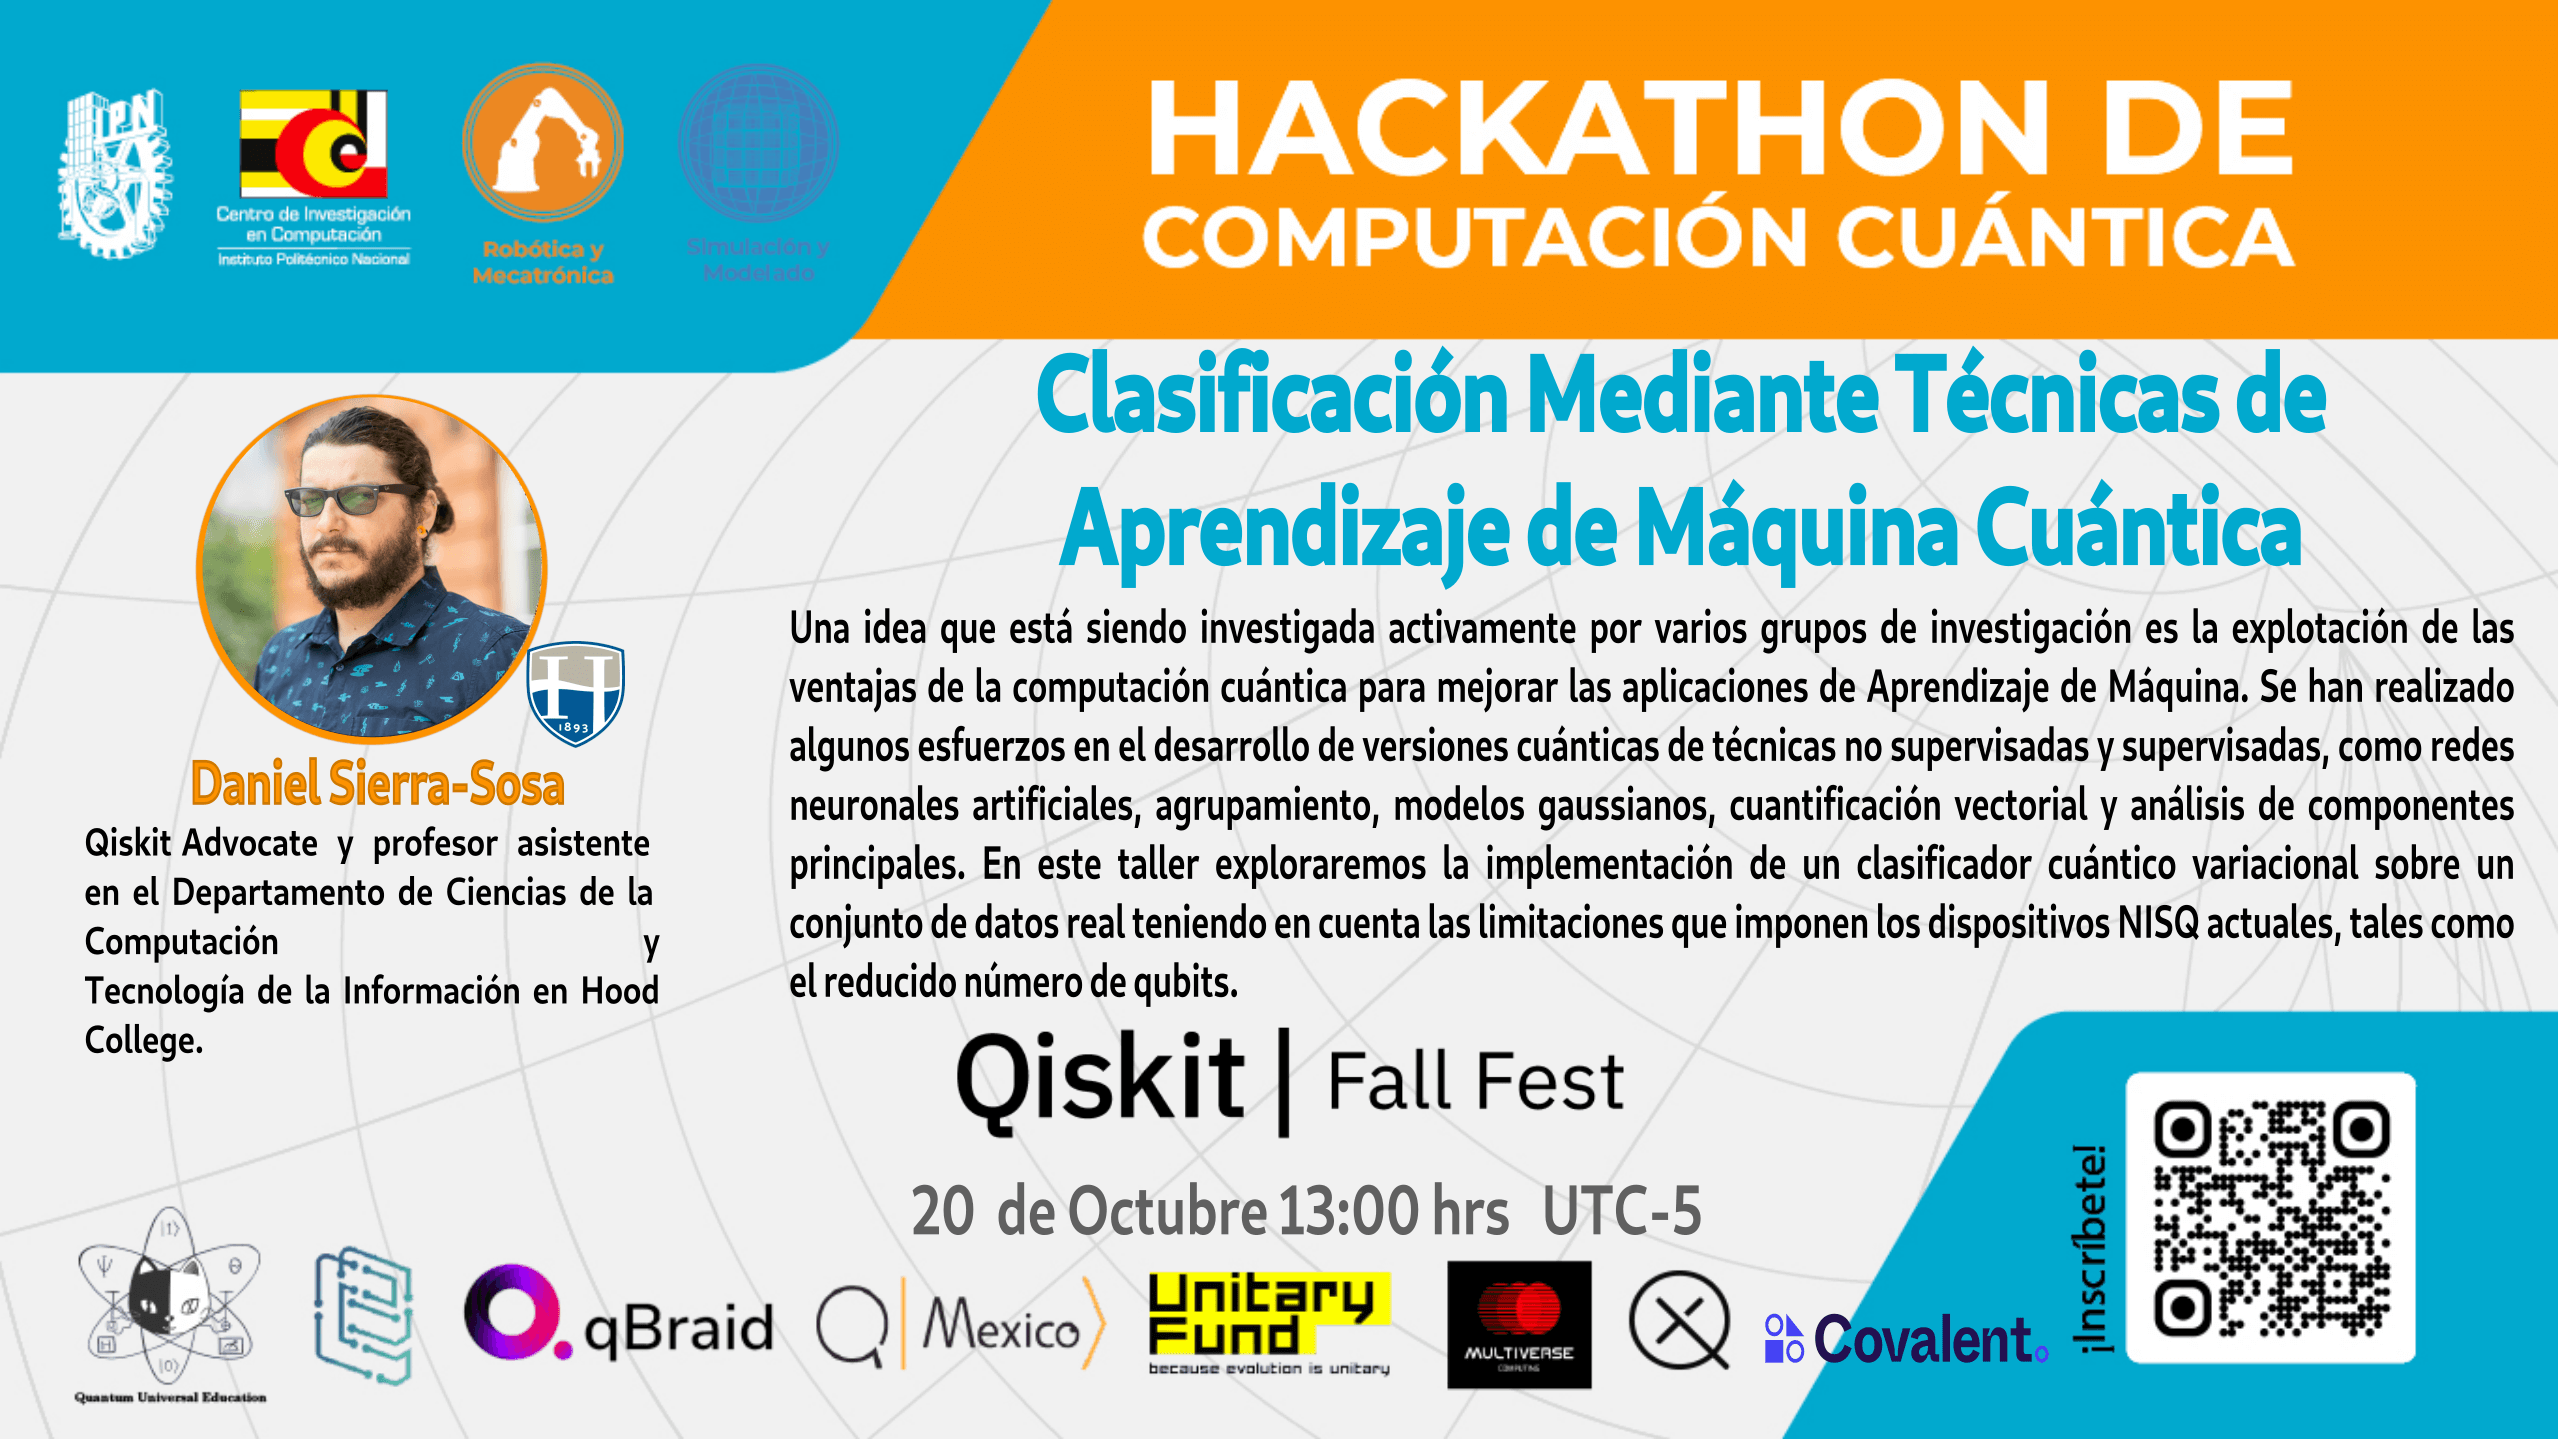 IPN
Centro de Investigación
en Computación
Instituto Politécnico Nacional
Robótica y
Mecatrónica
Simulación y
Modelado
HACKATHON DE
COMPUTACIÓN CUÁNTICA
Clasificación Mediante Técnicas de
Aprendizaje de Máquina Cuántica
H
1893
Daniel Sierra-Sosa
Qiskit Advocate y profesor asistente
en el Departamento de Ciencias de la
Computación y
Tecnología de la Información en Hood
College.
Una idea que está siendo investigada activamente por varios grupos de investigación es la explotación de las
ventajas de la computación cuántica para mejorar las aplicaciones de Aprendizaje de Máquina. Se han realizado
algunos esfuerzos en el desarrollo de versiones cuánticas de técnicas no supervisadas y supervisadas, como redes
neuronales artificiales, agrupamiento, modelos gaussianos, cuantificación vectorial y análisis de componentes
principales. En este taller exploraremos la implementación de un clasificador cuántico variacional sobre un
conjunto de datos real teniendo en cuenta las limitaciones que imponen los dispositivos NISQ actuales, tales como
el reducido número de qubits.
Qiskit | Fall Fest
20 de Octubre 13:00 hrs UTC-5
¡Inscríbete!
|1⟩
Ψ
Θ
H
|0⟩
Quantum Universal Education
qBraid
Q|Mexico⟩
Unitary
Fund
because evolution is unitary
MULTIVERSE
COMPUTING
Covalent